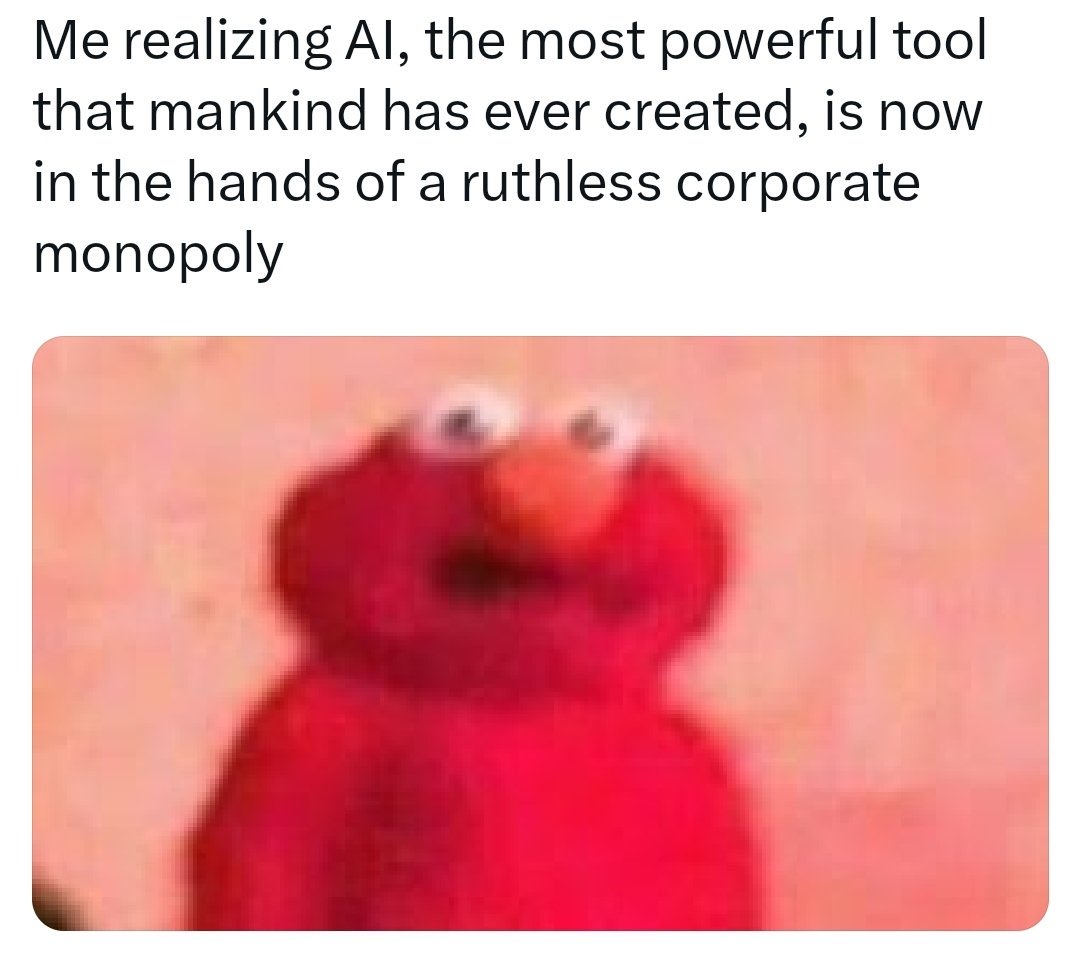 Me realizing AI, the most powerful tool
that mankind has ever created, is now
in the hands of a ruthless corporate
monopoly